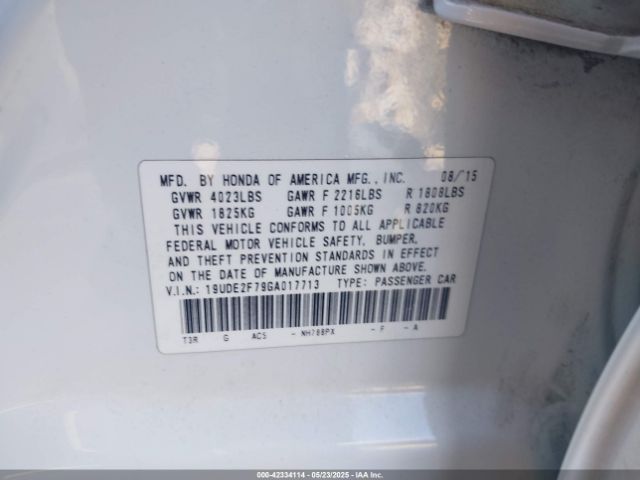 MFD. BY HONDA OF AMERICA MFG., INC. 08/'15
GVWR 4023LBS GAWR F 2216LBS R 1808LBS
GVWR 1825KG GAWR F 1005KG R 820KG
THIS VEHICLE CONFORMS TO ALL APPLICABLE
FEDERAL MOTOR VEHICLE SAFETY, BUMPER,
AND THEFT PREVENTION STANDARDS IN EFFECT
ON THE DATE OF MANUFACTURE SHOWN ABOVE.
V.I.N.: 19UDE2F79GA017713 TYPE: PASSENGER CAR
T3R G AC5 - NH788PX - F - A
000-42334114 - 05/23/2025 - IAA Inc.